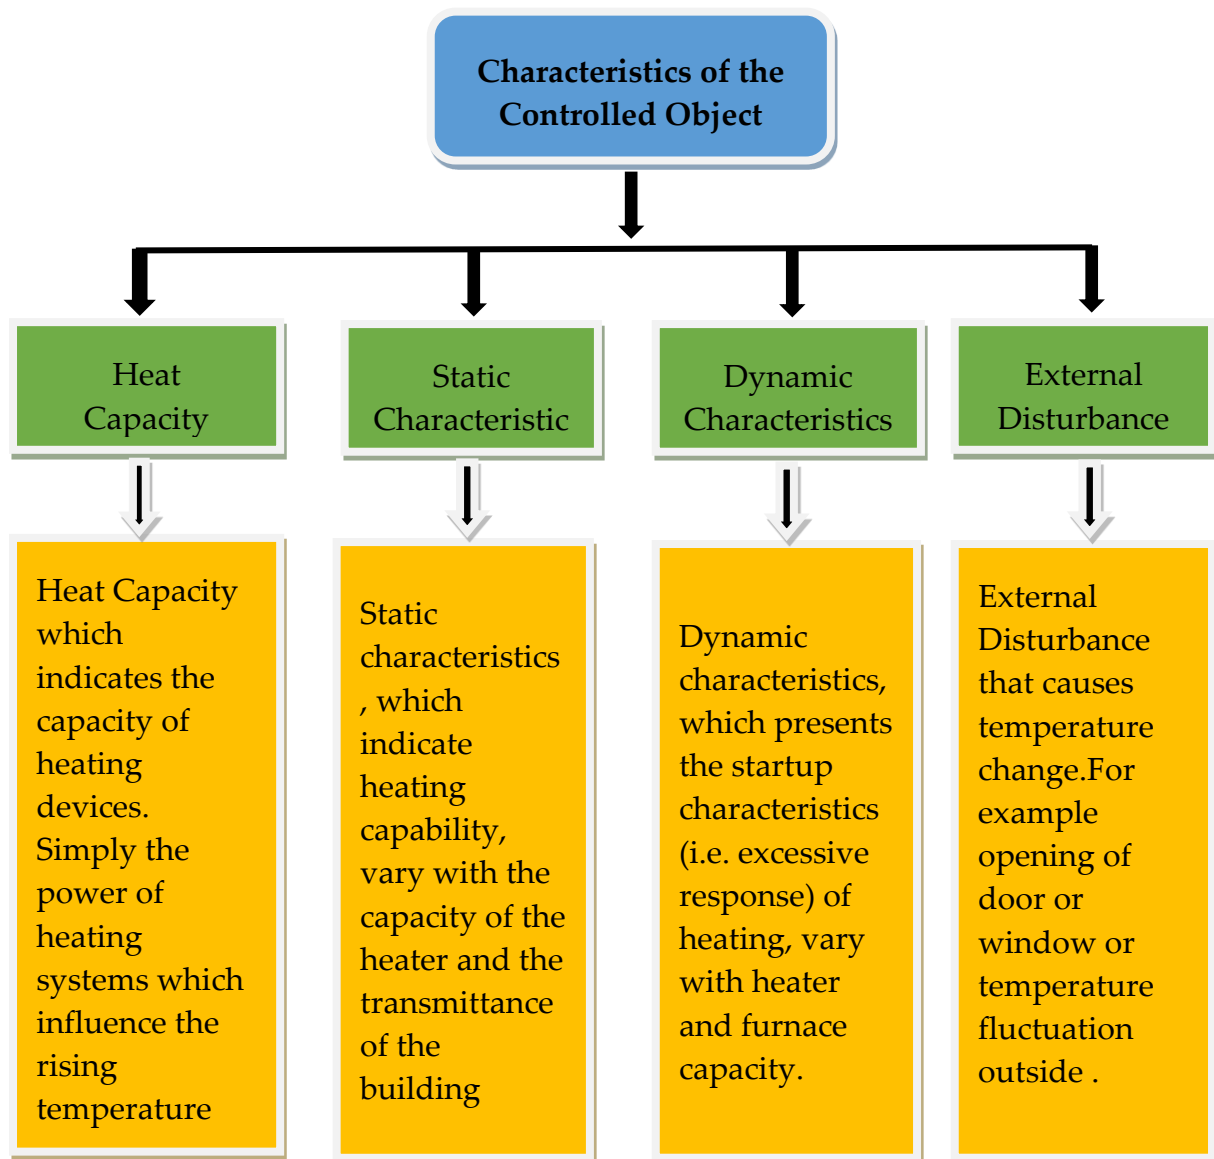 Characteristics of the
Controlled Object
Heat
Capacity
Static
Characteristic
Dynamic
Characteristics
External
Disturbance
Heat Capacity
which
indicates the
capacity of
heating
devices.
Simply the
power of
heating
systems which
influence the
rising
temperature
Static
characteristics
, which
indicate
heating
capability,
vary with the
capacity of the
heater and the
transmittance
of the
building
Dynamic
characteristics,
which presents
the startup
characteristics
(i.e. excessive
response) of
heating, vary
with heater
and furnace
capacity.
External
Disturbance
that causes
temperature
change.For
example
opening of
door or
window or
temperature
fluctuation
outside .